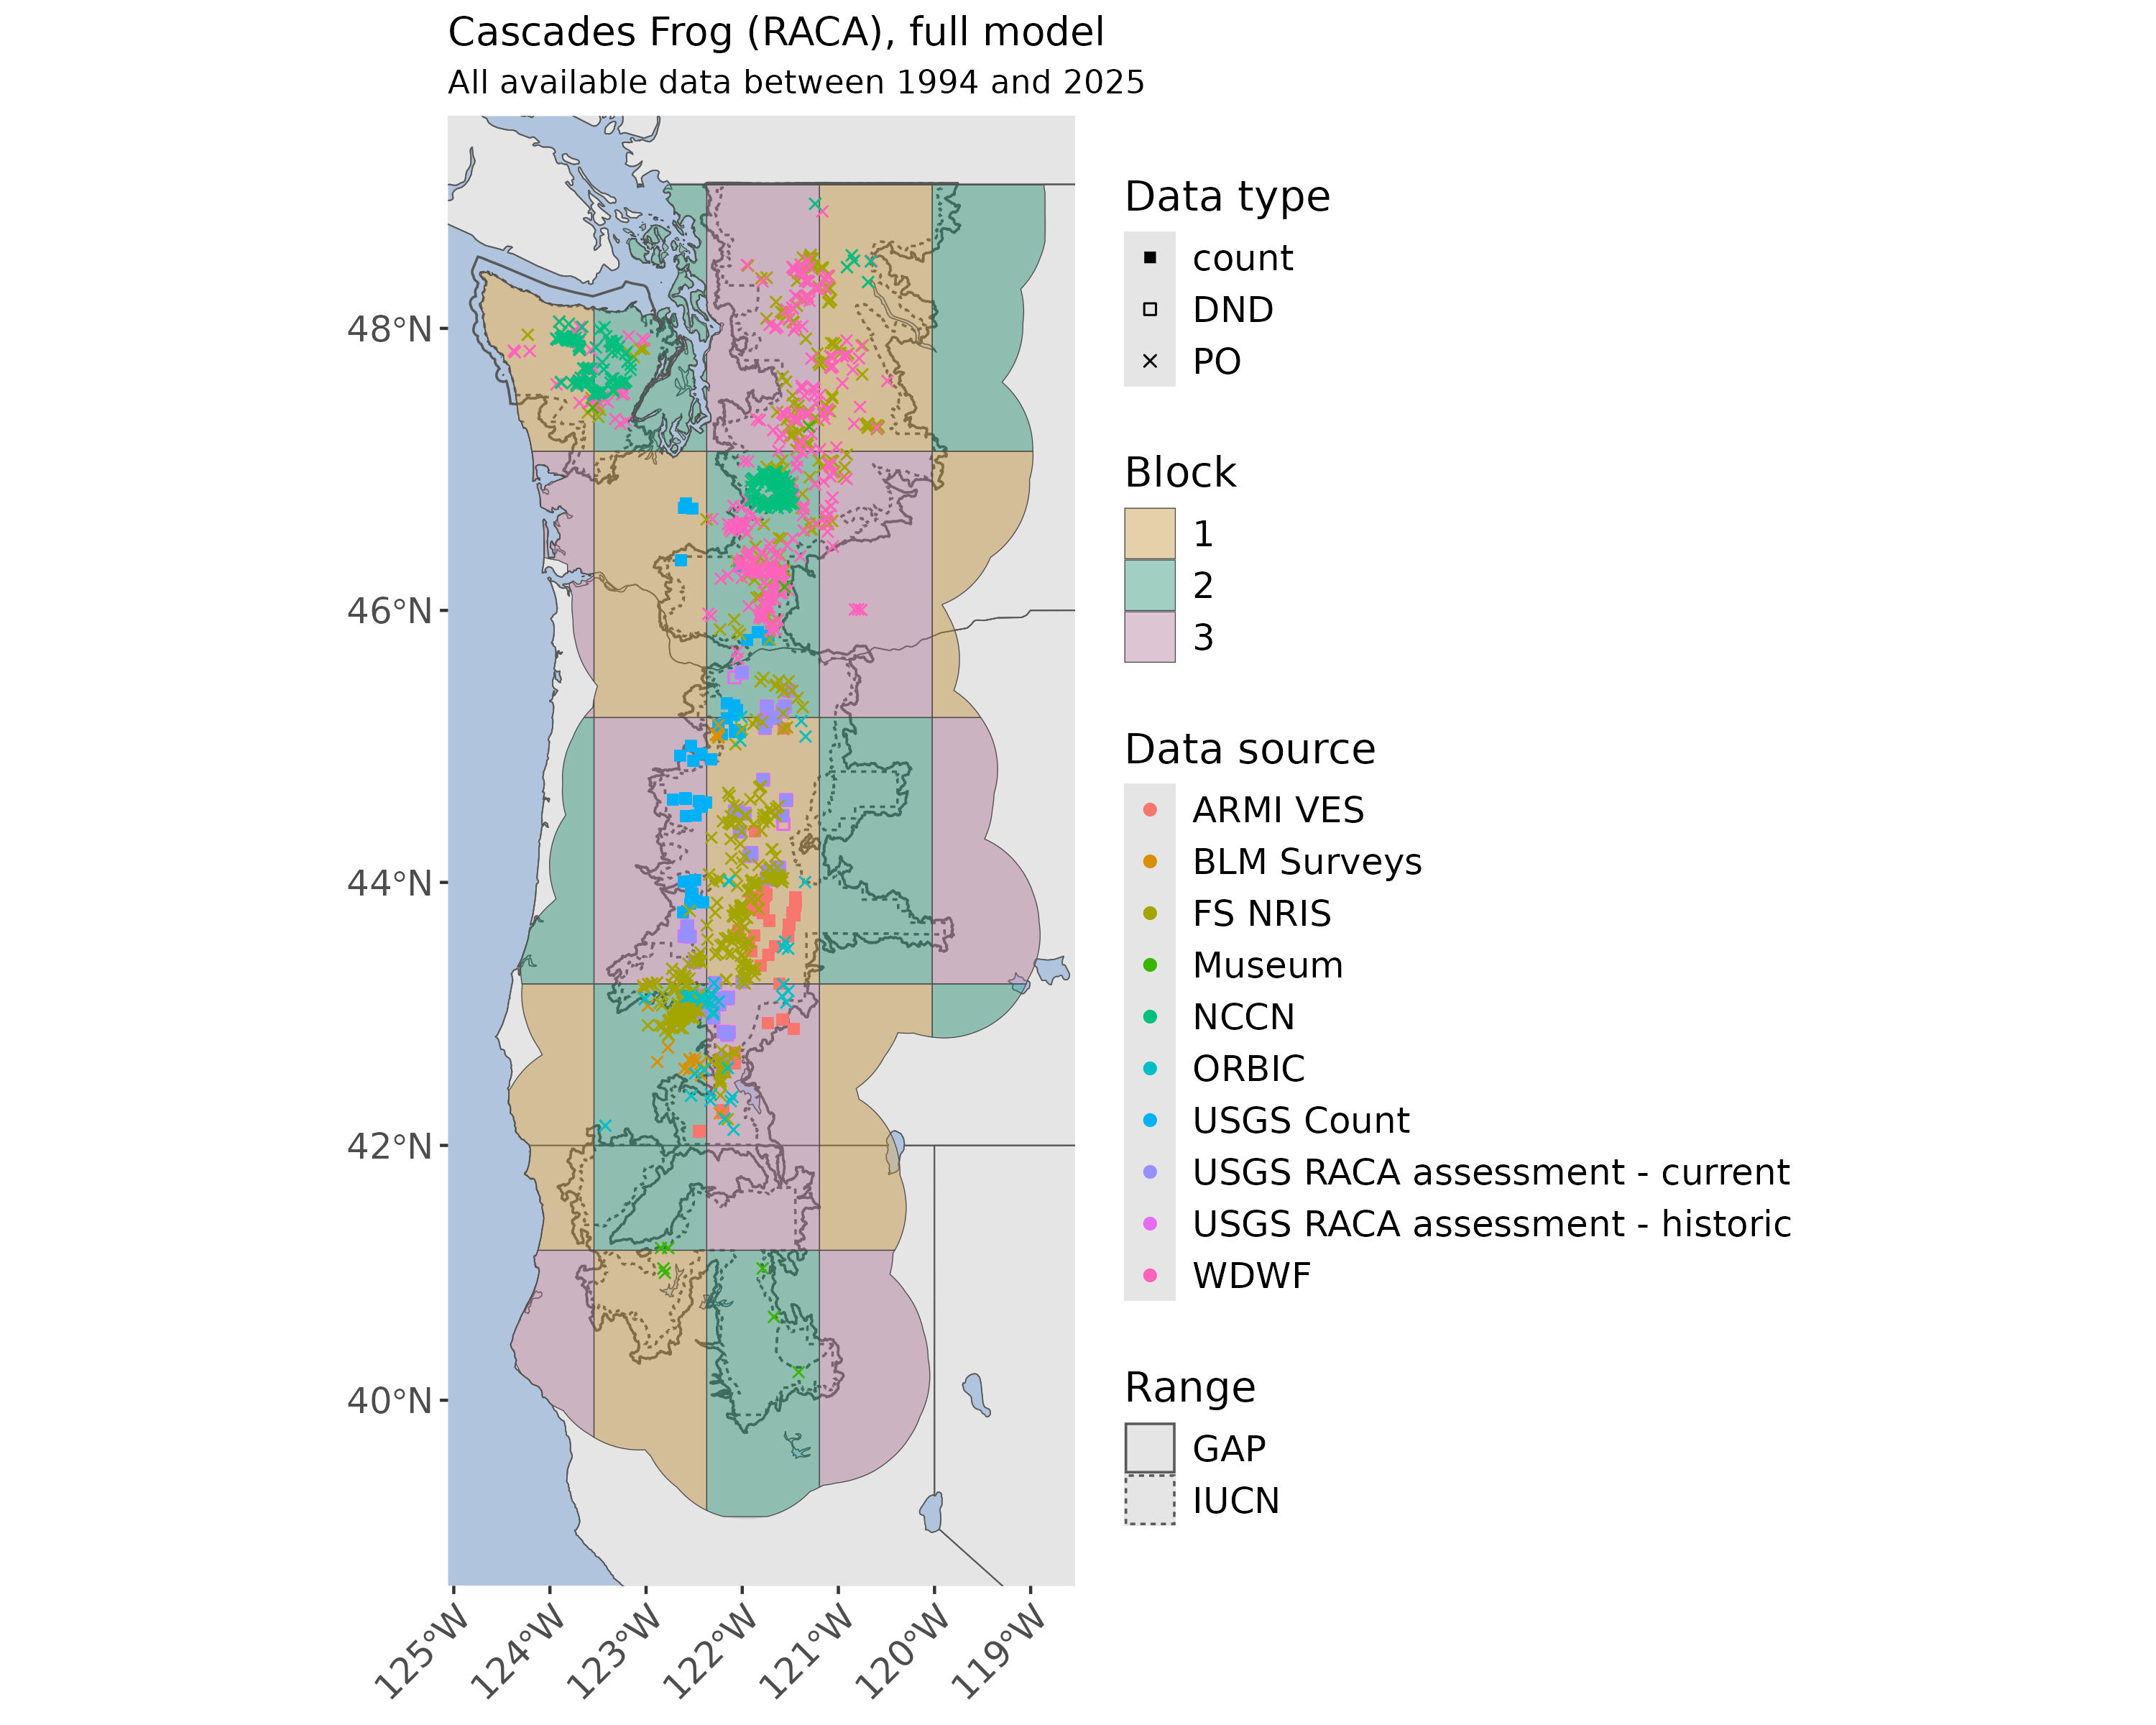 Cascades Frog (RACA), full model
All available data between 1994 and 2025
48°N
46°N
44°N
42°N
40°N
125°W
124°W
123°W
122°W
121°W
120°W
119°W
Data type
count
DND
PO
Block
1
2
3
Data source
ARMI VES
BLM Surveys
FS NRIS
Museum
NCCN
ORBIC
USGS Count
USGS RACA assessment - current
USGS RACA assessment - historic
WDWF
Range
GAP
IUCN